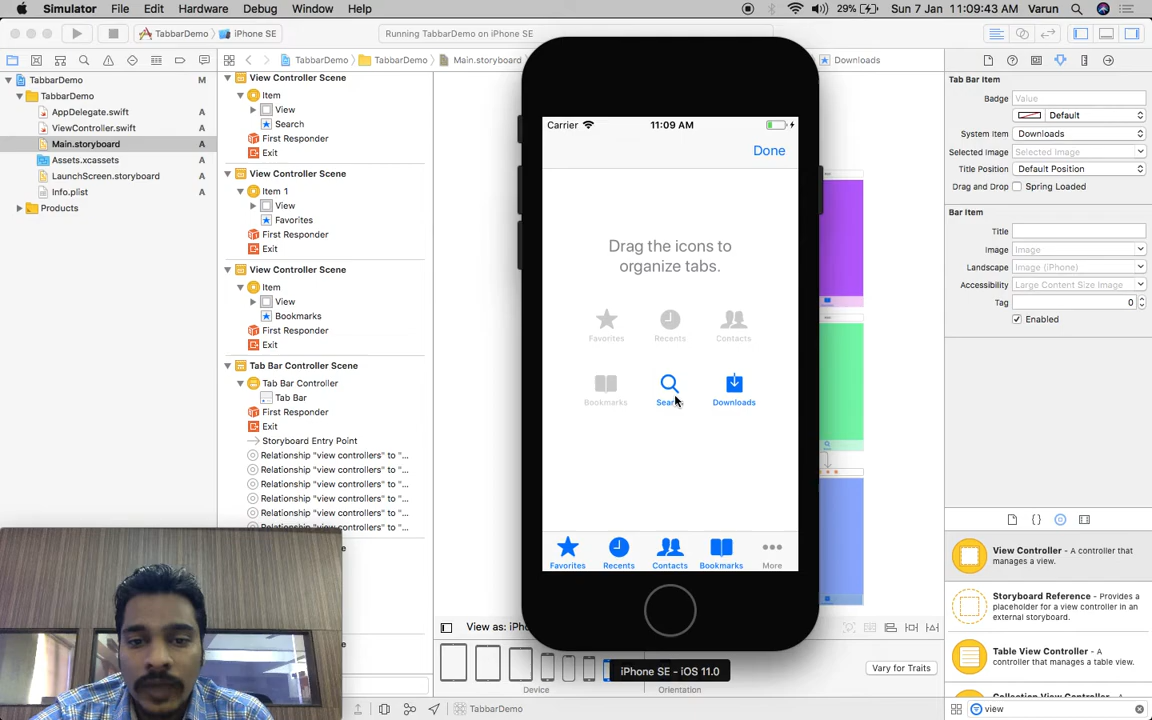 Simulator File Edit Hardware Debug Window Help 29% Sun 7 Jan 11:09:43 AM Varun
TabbarDemo iPhone SE Running TabbarDemo on iPhone SE
TabbarDemo TabbarDemo Main.storyboard Downloads
TabbarDemo M
TabbarDemo
AppDelegate.swift A
ViewController.swift A
Main.storyboard A
Assets.xcassets A
LaunchScreen.storyboard A
Info.plist A
Products
View Controller Scene
Item
View
Search
First Responder
Exit
View Controller Scene
Item 1
View
Favorites
First Responder
Exit
View Controller Scene
Item
View
Bookmarks
First Responder
Exit
Tab Bar Controller Scene
Tab Bar Controller
Tab Bar
First Responder
Exit
Storyboard Entry Point
Relationship "view controllers" to "...
Relationship "view controllers" to "...
Relationship "view controllers" to "...
Relationship "view controllers" to "...
Relationship "view controllers" to "...
Relationship "view controllers" to "...
Carrier 11:09 AM
Done
Drag the icons to
organize tabs.
Favorites Recents Contacts
Bookmarks Downloads
Favorites Recents Contacts Bookmarks More
iPhone SE - iOS 11.0
View as:
Device Orientation
Vary for Traits
TabbarDemo
Tab Bar Item
Badge Value
Default
System Item Downloads
Selected Image Selected Image
Title Position Default Position
Drag and Drop Spring Loaded
Bar Item
Title
Image Image
Landscape Image (iPhone)
Accessibility Large Content Size Image
Tag 0
Enabled
View Controller - A controller that
manages a view.
Storyboard Reference - Provides a
placeholder for a view controller in an
external storyboard.
Table View Controller - A
controller that manages a table view.
Collection View Controller - A
view